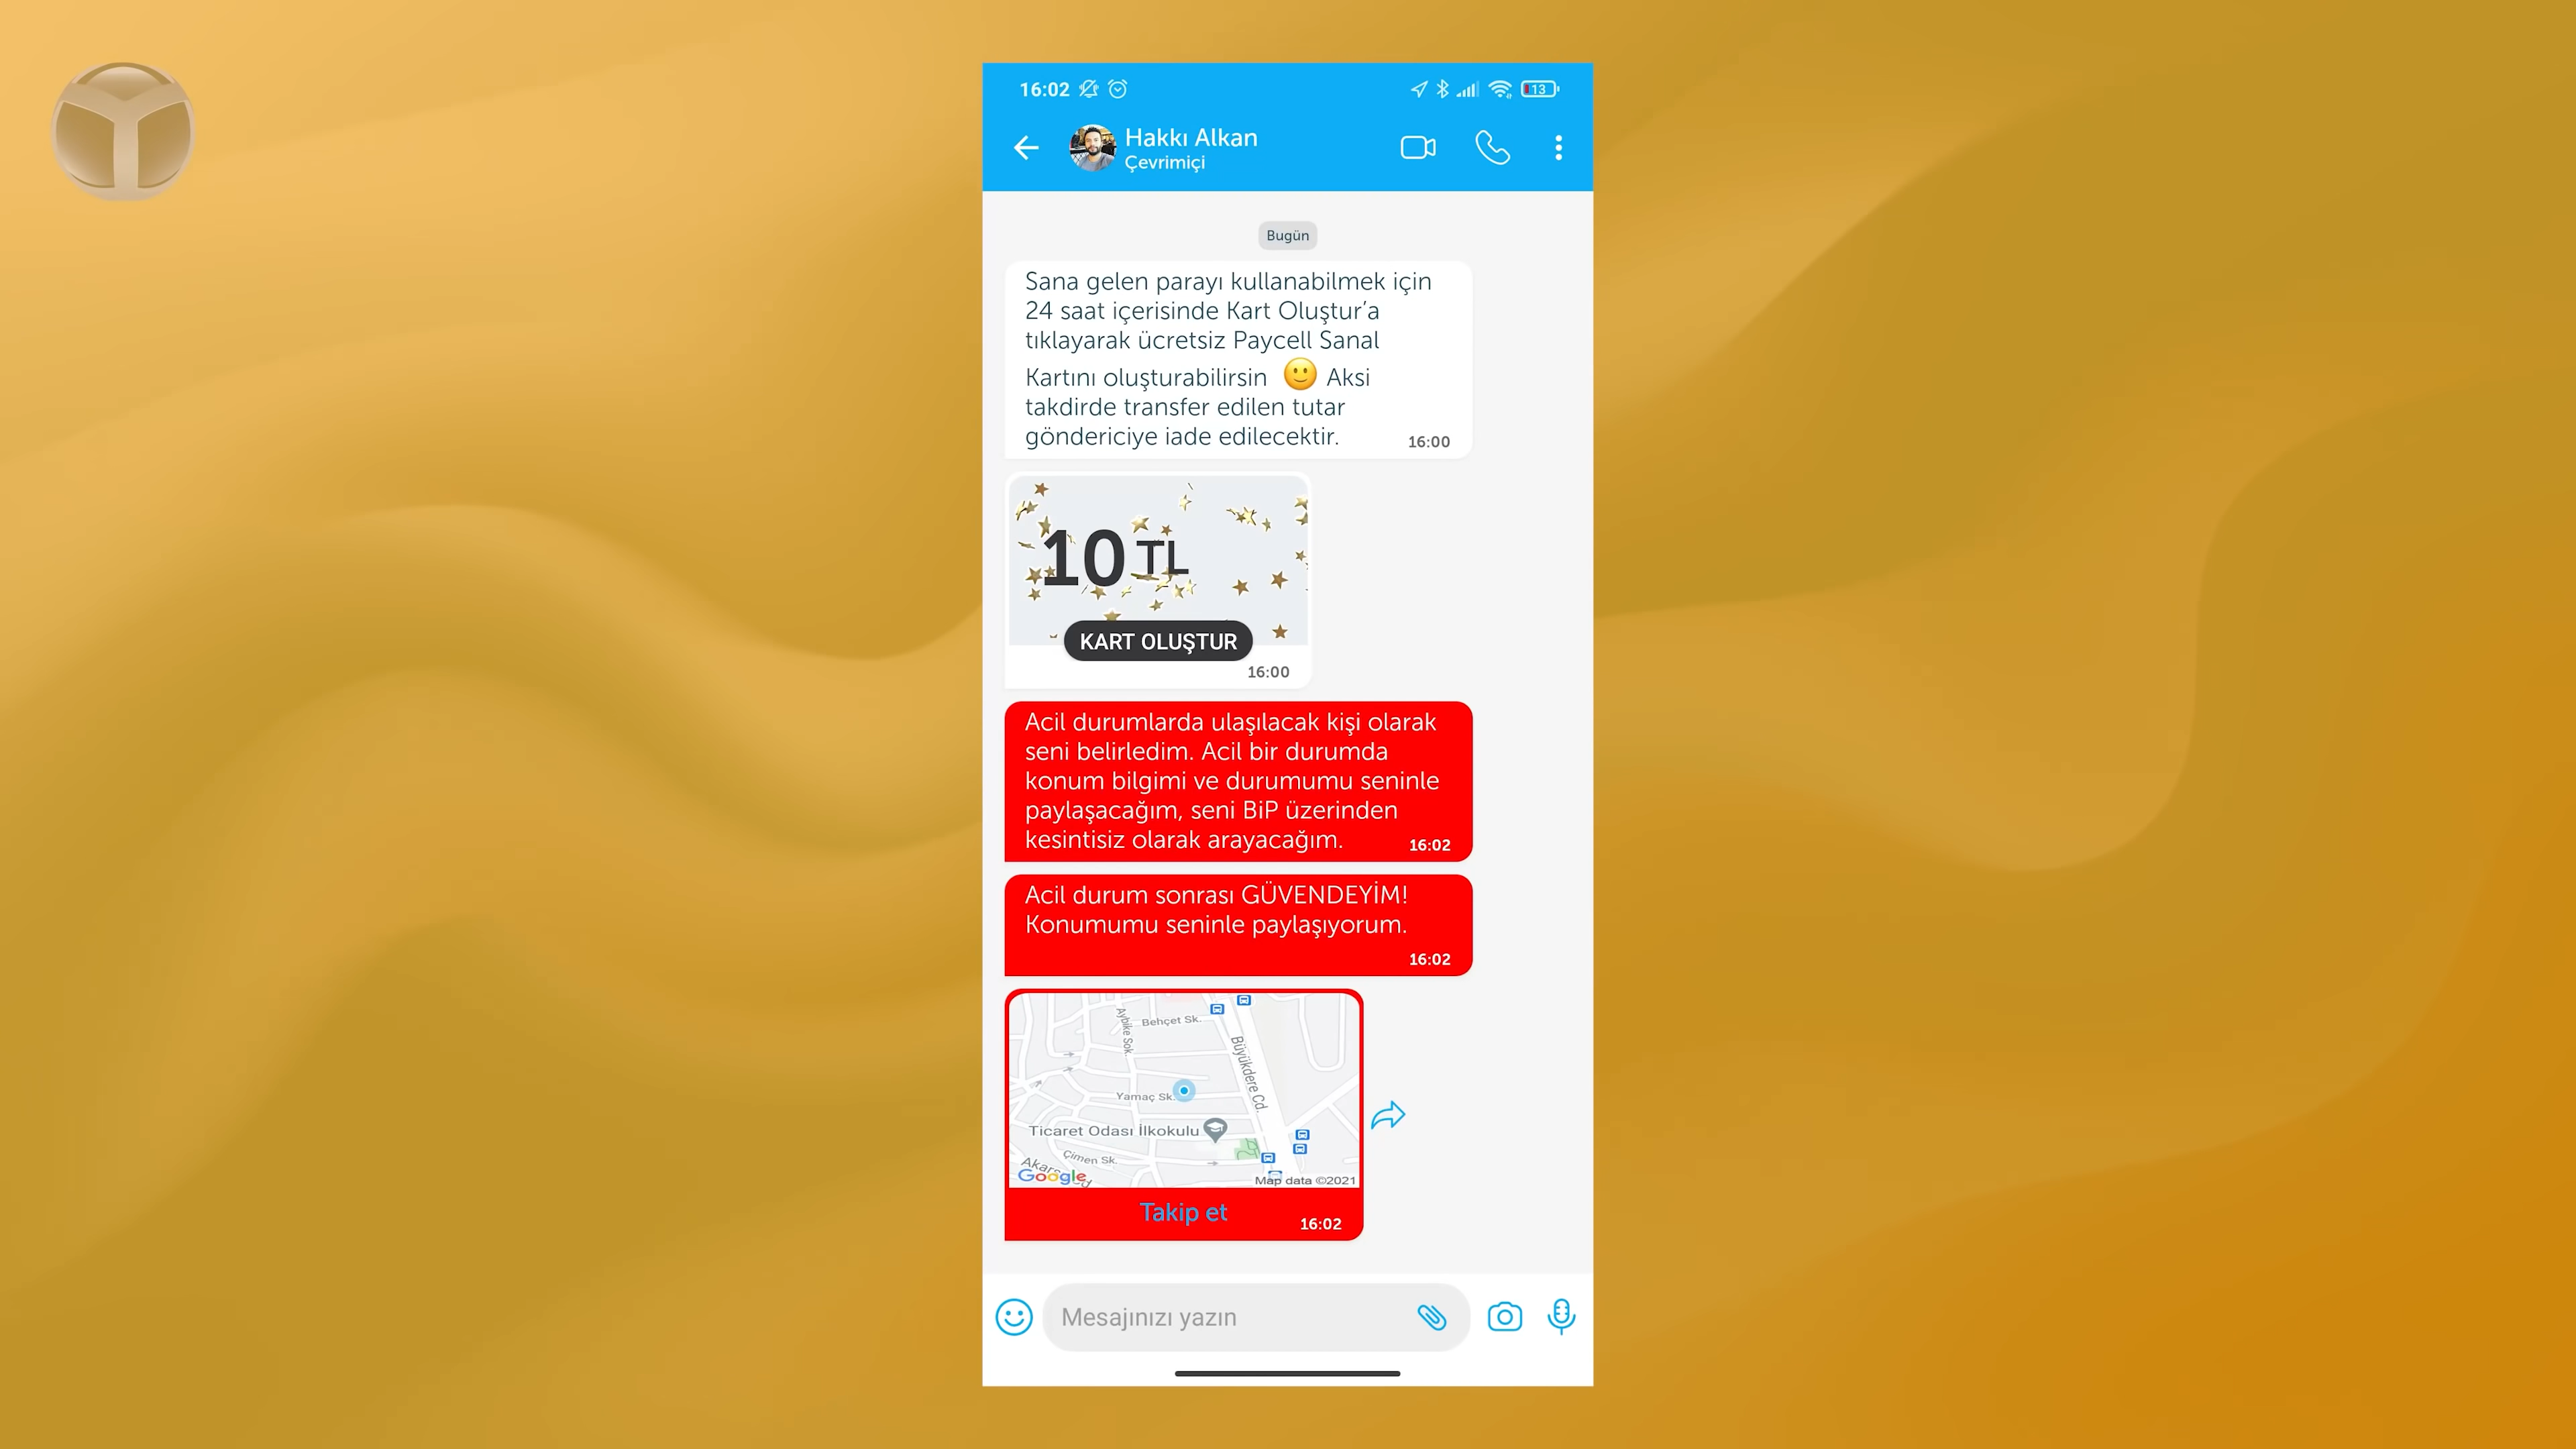 16:02
13
Hakkı Alkan
Çevrimiçi
Bugün
Sana gelen parayı kullanabilmek için
24 saat içerisinde Kart Oluştur’a
tıklayarak ücretsiz Paycell Sanal
Kartını oluşturabilirsin 🙂 Aksi
takdirde transfer edilen tutar
göndericiye iade edilecektir.
16:00
10 TL
KART OLUŞTUR
16:00
Acil durumlarda ulaşılacak kişi olarak
seni belirledim. Acil bir durumda
konum bilgimi ve durumumu seninle
paylaşacağım, seni BiP üzerinden
kesintisiz olarak arayacağım.
16:02
Acil durum sonrası GÜVENDEYİM!
Konumumu seninle paylaşıyorum.
16:02
Aybike Sok.
Behçet Sk.
Büyükdere Cd.
Yamaç Sk.
Ticaret Odası İlkokulu
Çimen Sk.
Google
Map data ©2021
Takip et
16:02
Mesajınızı yazın